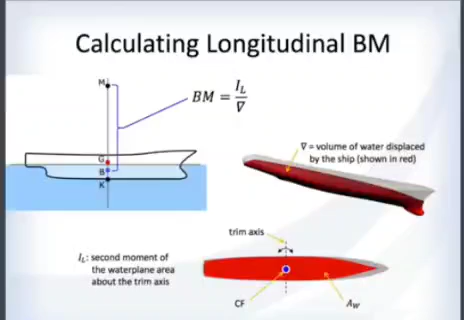 Calculating Longitudinal BM
M
BM = I_L / ∇
∇ = volume of water displaced
by the ship (shown in red)
G
B
K
trim axis
I_L: second moment of
the waterplane area
about the trim axis
CF
A_W